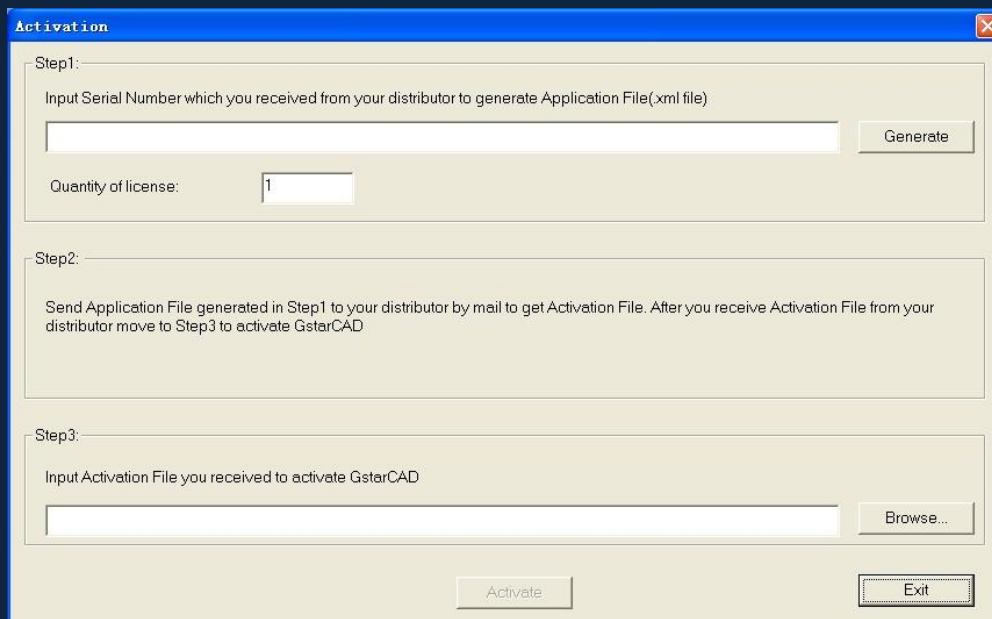 Activation
Step1:
Input Serial Number which you received from your distributor to generate Application File(.xml file)
Generate
Quantity of license:
1
Step2:
Send Application File generated in Step1 to your distributor by mail to get Activation File. After you receive Activation File from your
distributor move to Step3 to activate GstarCAD
Step3:
Input Activation File you received to activate GstarCAD
Browse...
Activate
Exit